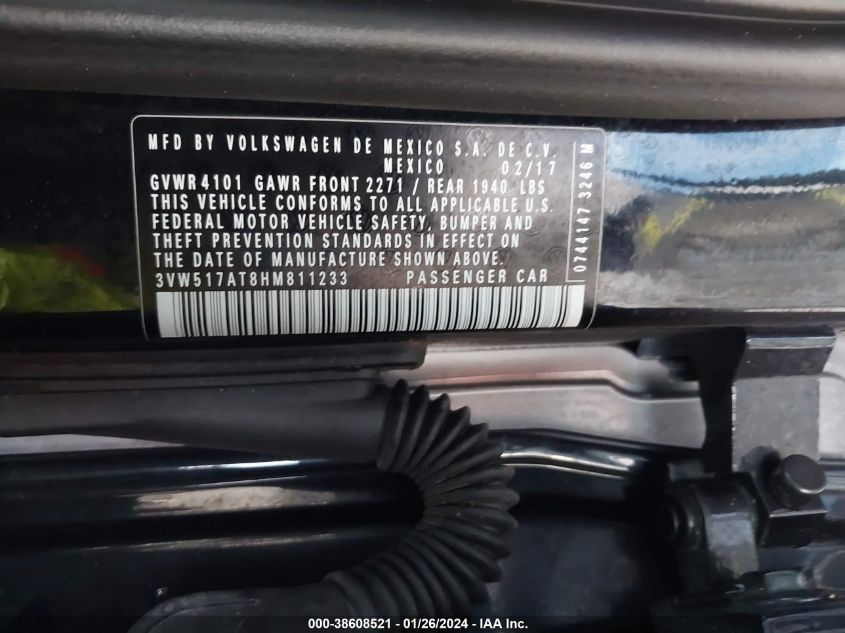 MFD BY VOLKSWAGEN DE MEXICO S.A. DE C.V.
MEXICO 02/17
GVWR 4101 GAWR FRONT 2271 / REAR 1940 LBS
THIS VEHICLE CONFORMS TO ALL APPLICABLE U.S.
FEDERAL MOTOR VEHICLE SAFETY, BUMPER AND
THEFT PREVENTION STANDARDS IN EFFECT ON
THE DATE OF MANUFACTURE SHOWN ABOVE.
3VW517AT8HM811233 PASSENGER CAR
0744147 3246 M
000-38608521 / 01/26/2024 - IAA Inc.